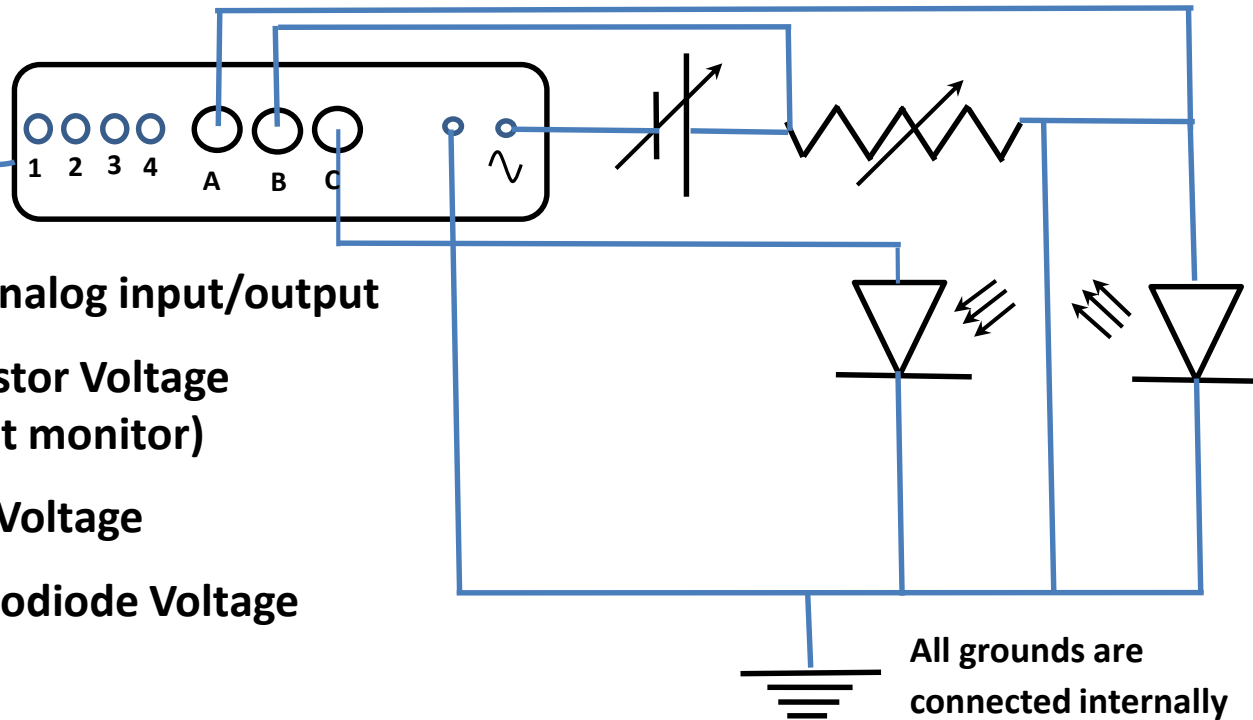 1 2 3 4 A B C
nalog input/output
stor Voltage
t monitor)
Voltage
odiode Voltage
All grounds are
connected internally